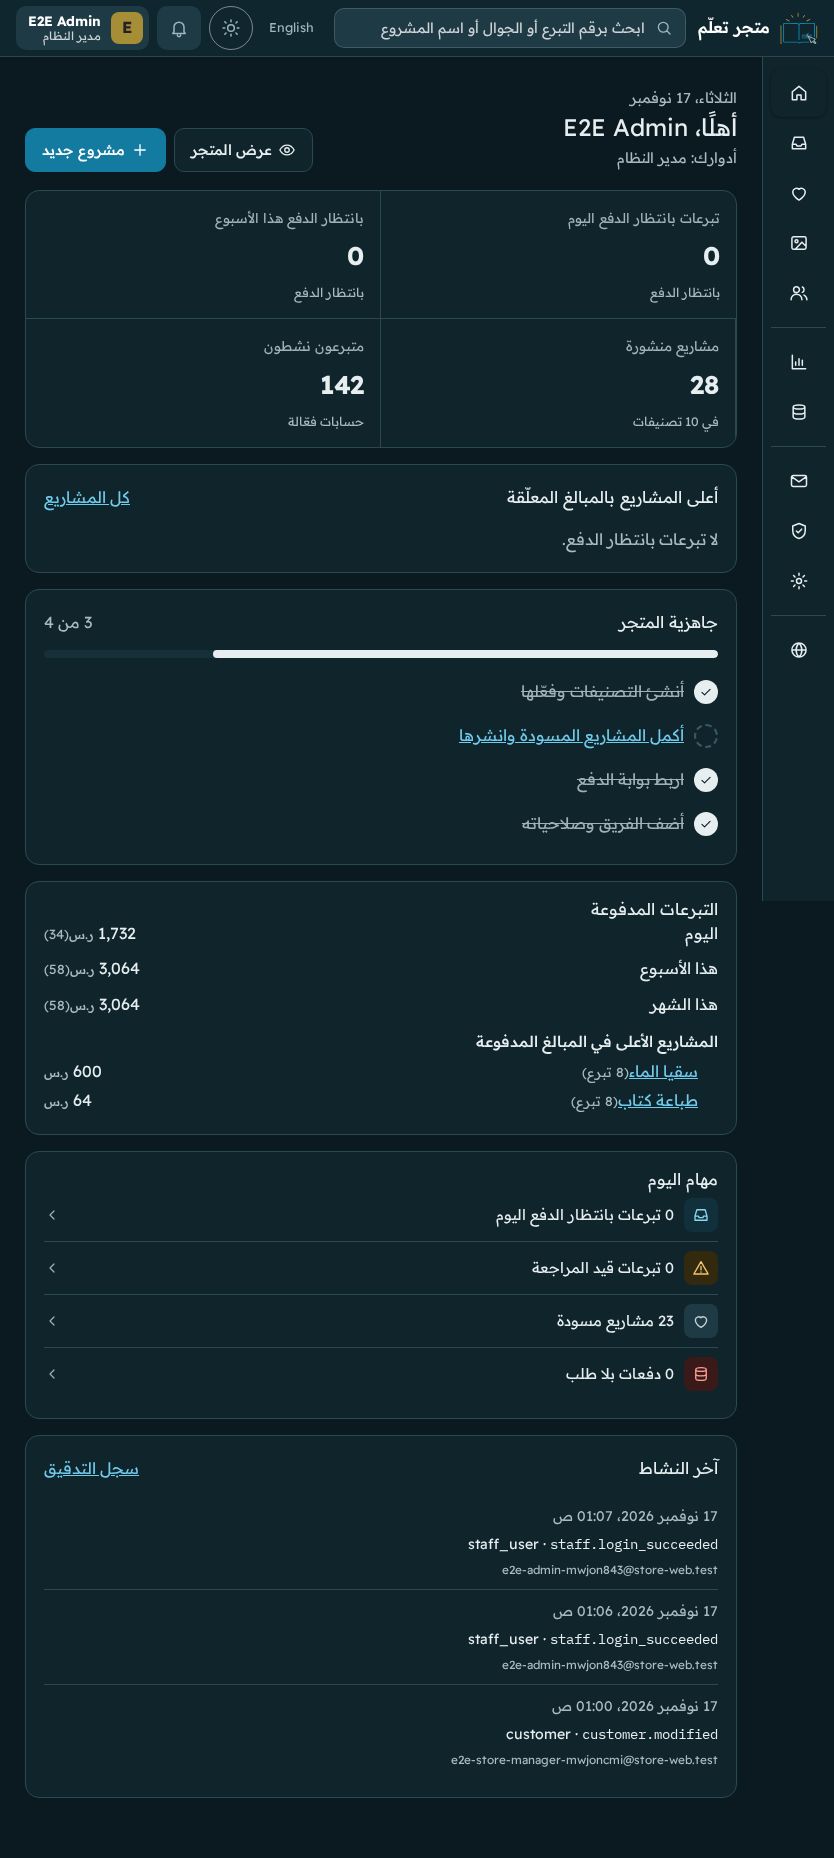 متجر تعلّم
ابحث برقم التبرع أو الجوال أو اسم المشروع
English
E
E2E Admin
مدير النظام
الثلاثاء، 17 نوفمبر
أهلًا، E2E Admin
أدوارك: مدير النظام
عرض المتجر
مشروع جديد
تبرعات بانتظار الدفع اليوم
0
بانتظار الدفع
بانتظار الدفع هذا الأسبوع
0
بانتظار الدفع
مشاريع منشورة
28
في 10 تصنيفات
متبرعون نشطون
142
حسابات فعّالة
أعلى المشاريع بالمبالغ المعلّقة
كل المشاريع
لا تبرعات بانتظار الدفع.
جاهزية المتجر
3 من 4
أنشئ التصنيفات وفعّلها
أكمل المشاريع المسودة وانشرها
اربط بوابة الدفع
أضف الفريق وصلاحياته
التبرعات المدفوعة
اليوم 1,732 ر.س(34)
هذا الأسبوع 3,064 ر.س(58)
هذا الشهر 3,064 ر.س(58)
المشاريع الأعلى في المبالغ المدفوعة
سقيا الماء(8 تبرع) 600 ر.س
طباعة كتاب(8 تبرع) 64 ر.س
مهام اليوم
0 تبرعات بانتظار الدفع اليوم
0 تبرعات قيد المراجعة
23 مشاريع مسودة
0 دفعات بلا طلب
آخر النشاط
سجل التدقيق
17 نوفمبر 2026، 01:07 ص
staff_user · staff.login_succeeded
e2e-admin-mwjon843@store-web.test
17 نوفمبر 2026، 01:06 ص
staff_user · staff.login_succeeded
e2e-admin-mwjon843@store-web.test
17 نوفمبر 2026، 01:00 ص
customer · customer.modified
e2e-store-manager-mwjoncmi@store-web.test